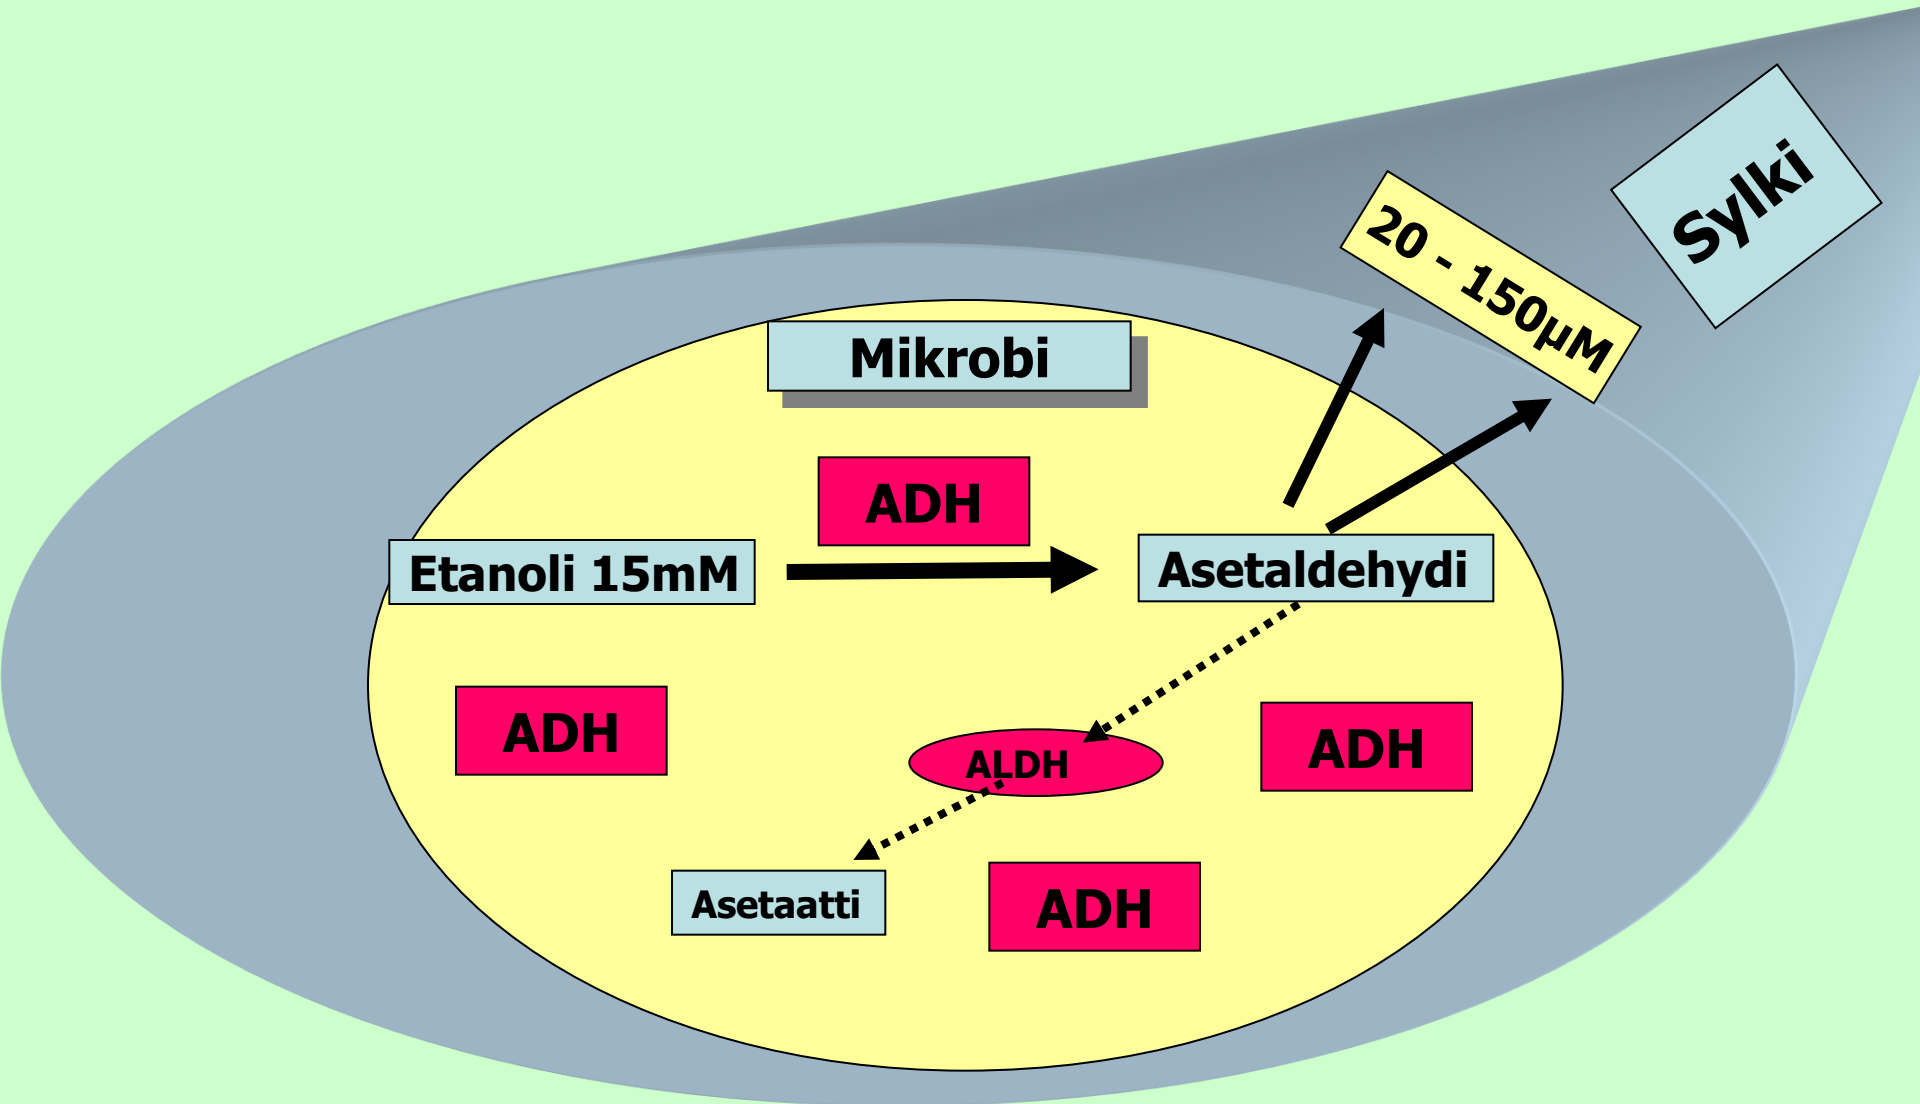 Sylki
20 - 150µM
Mikrobi
ADH
Etanoli 15mM
Asetaldehydi
ADH
ALDH
ADH
Asetaatti
ADH